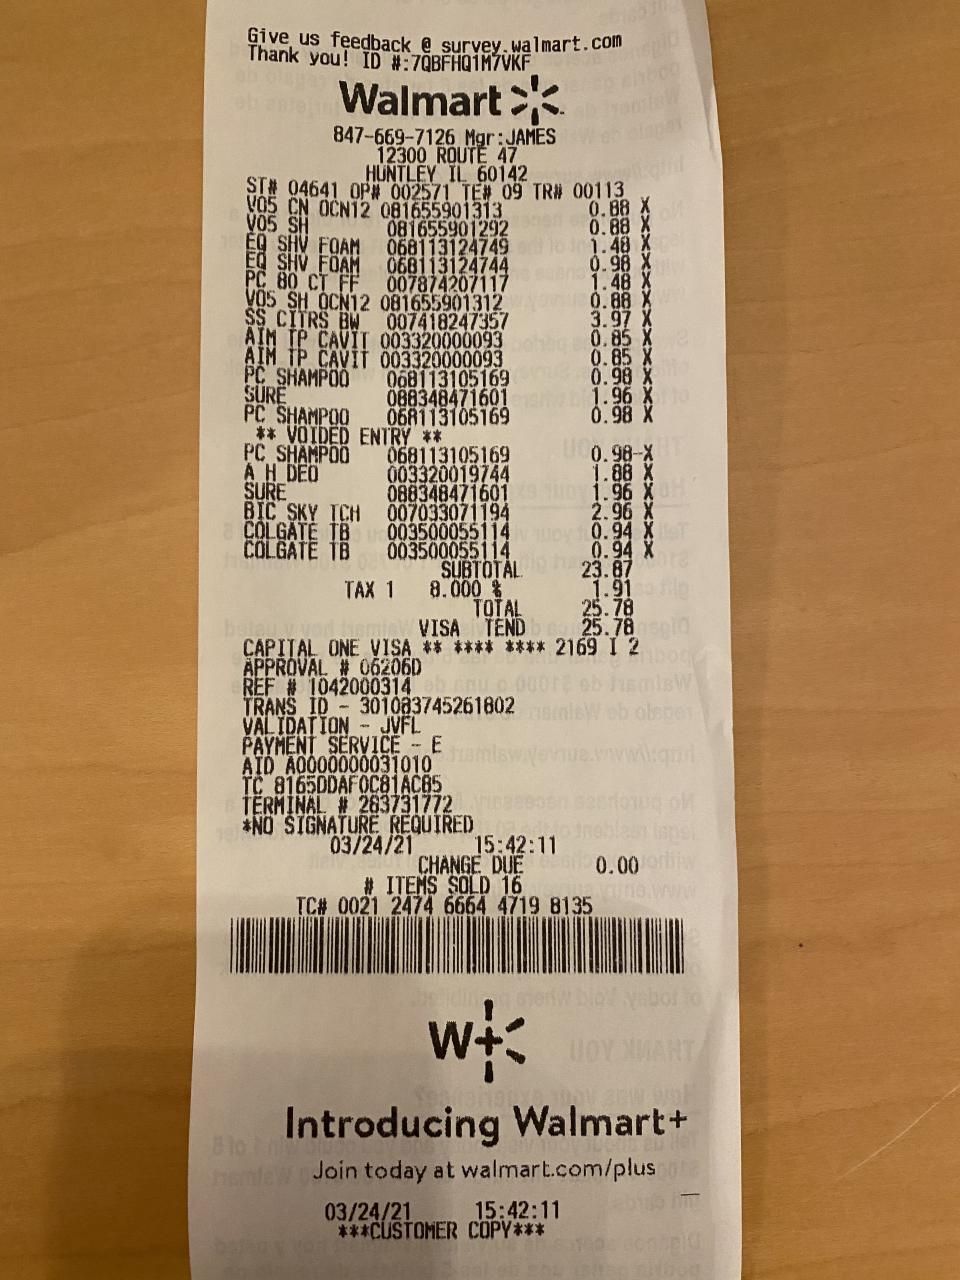 Give us feedback @ survey.walmart.com
Thank you! ID #:7QBFHQ1M7VKF
Walmart
847-669-7126 Mgr:JAMES
12300 ROUTE 47
HUNTLEY IL 60142
ST# 04641 OP# 002571 TE# 09 TR# 00113
VO5 CN OCN12 081655901313 0.88 X
VO5 SH 081655901292 0.88 X
EQ SHV FOAM 068113124749 1.48 X
EQ SHV FOAM 068113124744 0.98 X
PC 80 CT FF 007874207117 1.48 X
VO5 SH OCN12 081655901312 0.88 X
SS CITRS BW 007418247357 3.97 X
AIM TP CAVIT 003320000093 0.85 X
AIM TP CAVIT 003320000093 0.85 X
PC SHAMPOO 068113105169 0.98 X
SURE 088348471601 1.96 X
PC SHAMPOO 068113105169 0.98 X
** VOIDED ENTRY **
PC SHAMPOO 068113105169 0.98-X
A H DEO 003320019744 1.88 X
SURE 088348471601 1.96 X
BIC SKY TCH 007033071194 2.96 X
COLGATE TB 003500055114 0.94 X
COLGATE TB 003500055114 0.94 X
SUBTOTAL 23.87
TAX 1 8.000 % 1.91
TOTAL 25.78
VISA TEND 25.78
CAPITAL ONE VISA ** **** **** 2169 I 2
APPROVAL # 06206D
REF # 1042000314
TRANS ID - 301083745261802
VALIDATION - JVFL
PAYMENT SERVICE - E
AID A0000000031010
TC 8165DDAF0C81AC85
TERMINAL # 283731772
*NO SIGNATURE REQUIRED
03/24/21 15:42:11
CHANGE DUE 0.00
# ITEMS SOLD 16
TC# 0021 2474 6664 4719 8135
W+
Introducing Walmart+
Join today at walmart.com/plus
03/24/21 15:42:11
***CUSTOMER COPY***